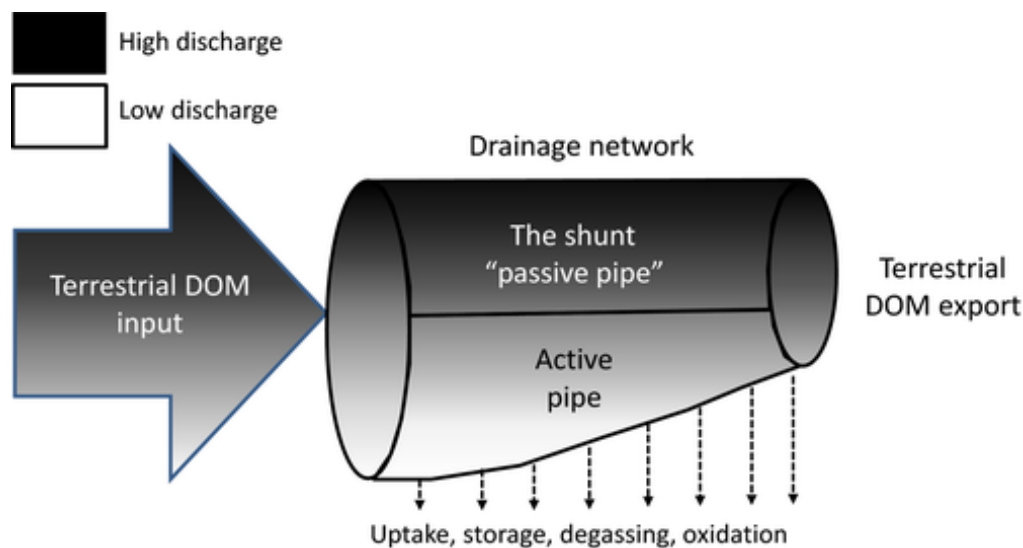 High discharge
Low discharge
Drainage network
The shunt
“passive pipe”
Terrestrial DOM
input
Terrestrial
DOM export
Active
pipe
Uptake, storage, degassing, oxidation